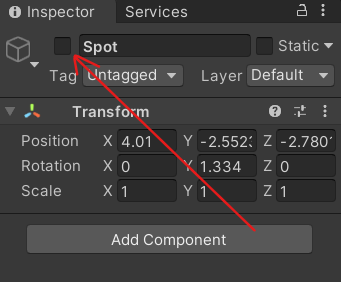 Inspector Services
Spot Static
Tag Untagged Layer Default
Transform
Position X 4.01 Y -2.5523 Z -2.780
Rotation X 0 Y 1.334 Z 0
Scale X 1 Y 1 Z 1
Add Component